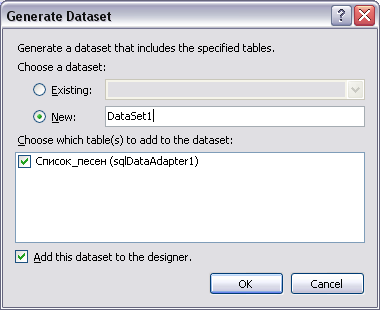 Generate Dataset
Generate a dataset that includes the specified tables.
Choose a dataset:
Existing:
New:
DataSet1
Choose which table(s) to add to the dataset:
Список_песен (sqlDataAdapter1)
Add this dataset to the designer.
OK
Cancel